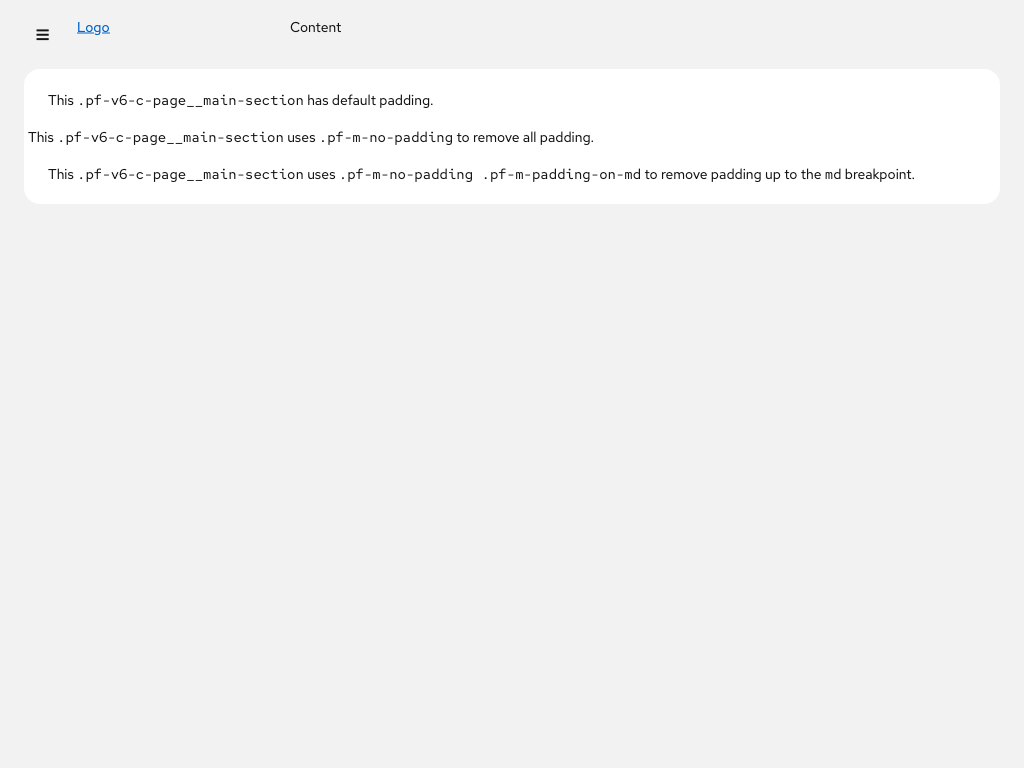 Logo
Content
This .pf-v6-c-page__main-section has default padding.
This .pf-v6-c-page__main-section uses .pf-m-no-padding to remove all padding.
This .pf-v6-c-page__main-section uses .pf-m-no-padding .pf-m-padding-on-md to remove padding up to the md breakpoint.